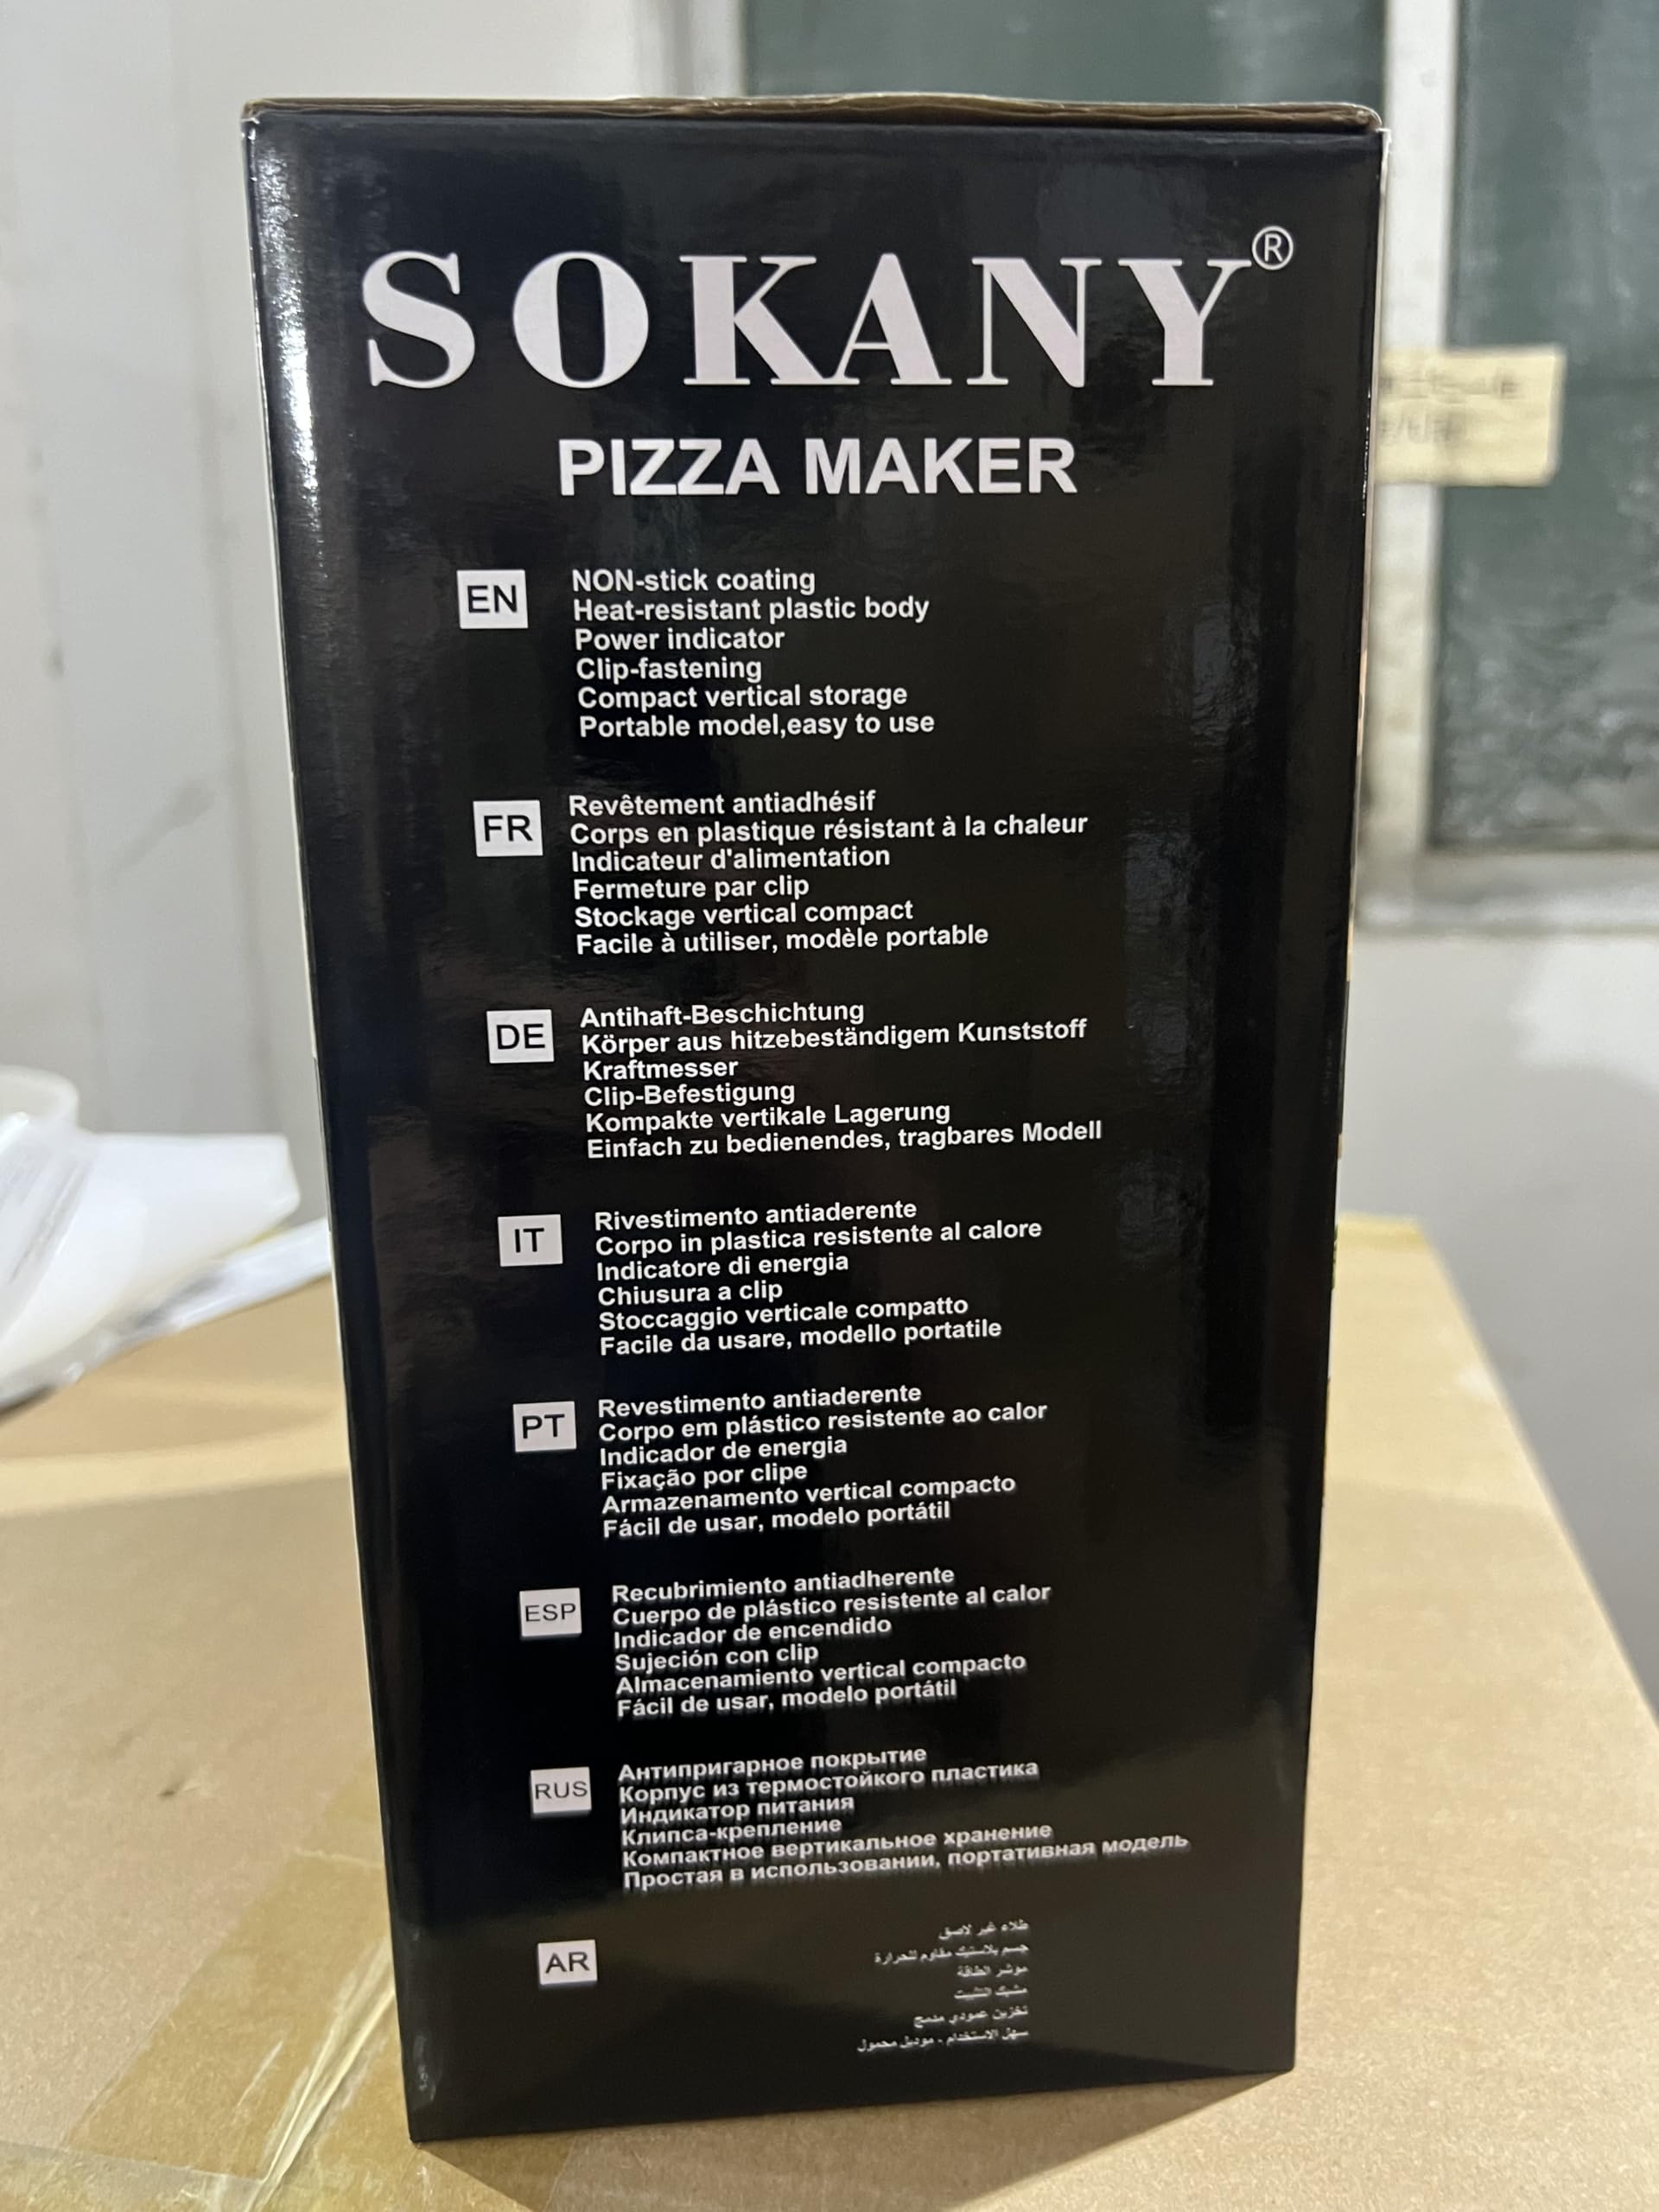 SOKANY®
PIZZA MAKER
EN
NON-stick coating
Heat-resistant plastic body
Power indicator
Clip-fastening
Compact vertical storage
Portable model,easy to use
FR
Revêtement antiadhésif
Corps en plastique résistant à la chaleur
Indicateur d'alimentation
Fermeture par clip
Stockage vertical compact
Facile à utiliser, modèle portable
DE
Antihaft-Beschichtung
Körper aus hitzebeständigem Kunststoff
Kraftmesser
Clip-Befestigung
Kompakte vertikale Lagerung
Einfach zu bedienendes, tragbares Modell
IT
Rivestimento antiaderente
Corpo in plastica resistente al calore
Indicatore di energia
Chiusura a clip
Stoccaggio verticale compatto
Facile da usare, modello portatile
PT
Revestimento antiaderente
Corpo em plástico resistente ao calor
Indicador de energia
Fixação por clipe
Armazenamento vertical compacto
Fácil de usar, modelo portátil
ESP
Recubrimiento antiadherente
Cuerpo de plástico resistente al calor
Indicador de encendido
Sujeción con clip
Almacenamiento vertical compacto
Fácil de usar, modelo portátil
RUS
Антипригарное покрытие
Корпус из термостойкого пластика
Индикатор питания
Клипса-крепление
Компактное вертикальное хранение
Простая в использовании, портативная модель
AR
طلاء غير لاصق
جسم بلاستيك مقاوم للحرارة
موشر الطاقة
مشبك التثبيت
تخزين عمودي مدمج
سهل الاستخدام - موديل محمول